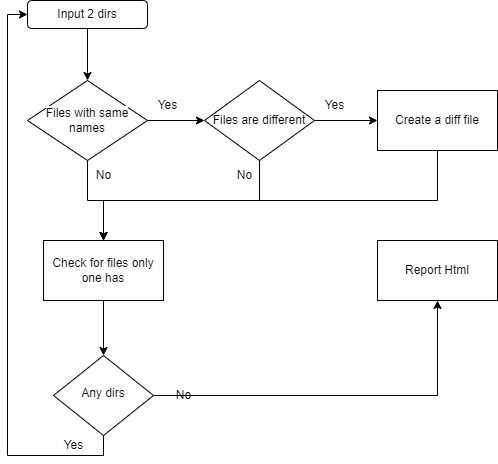 Input 2 dirs
Files with same
names
Yes
Files are different
Yes
Create a diff file
No
No
Check for files only
one has
Report Html
Any dirs
No
Yes